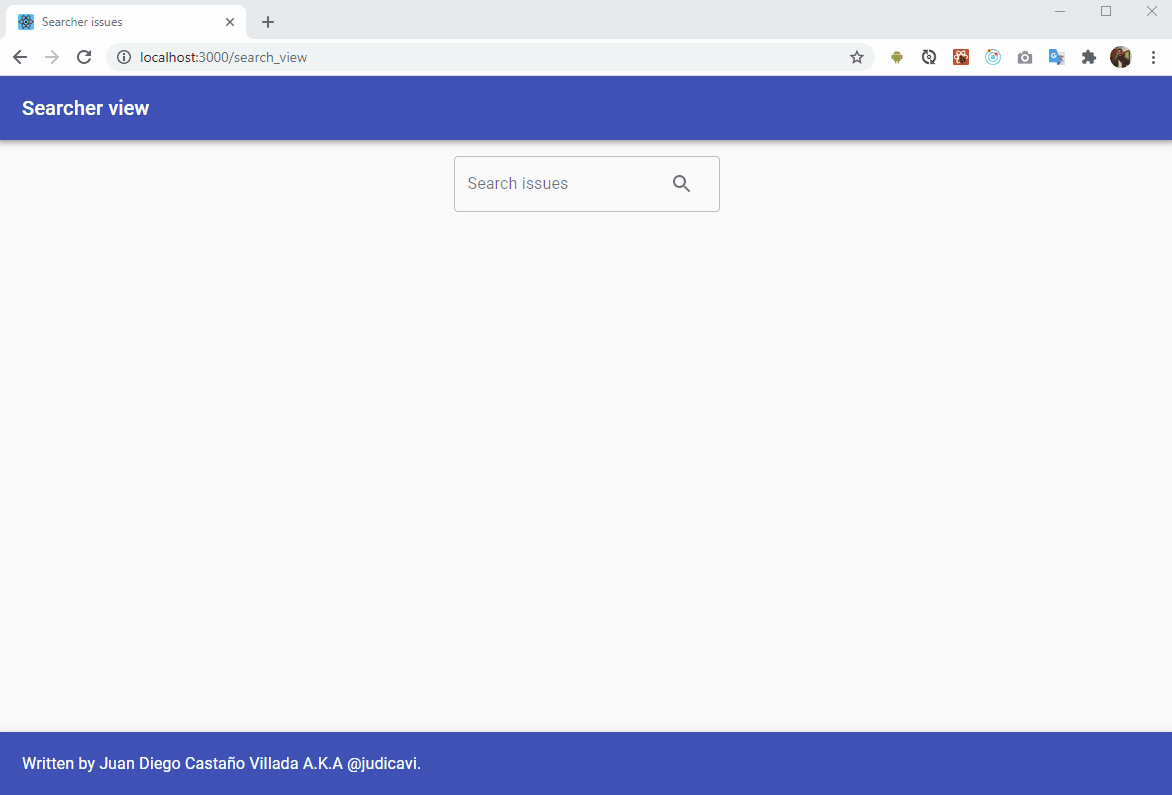 Searcher issues
localhost:3000/search_view
Searcher view
Search issues
Written by Juan Diego Castaño Villada A.K.A @judicavi.